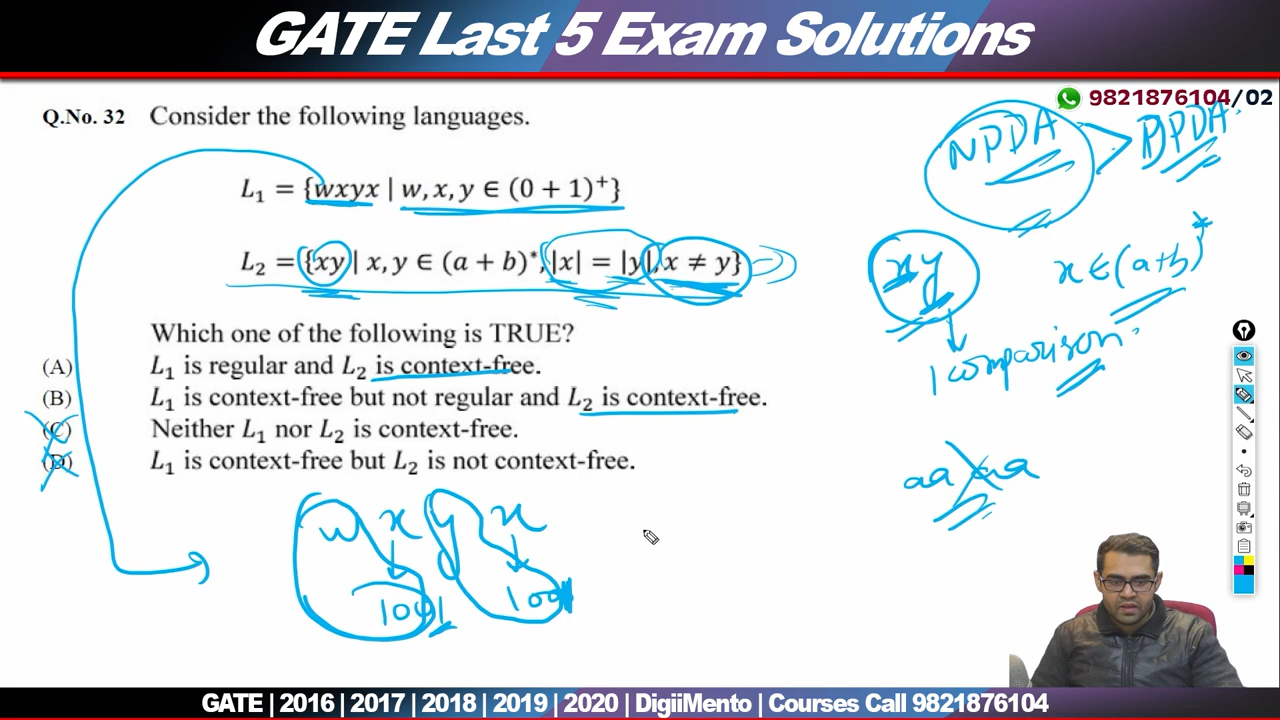 GATE Last 5 Exam Solutions
9821876104/02
Q.No. 32 Consider the following languages.
L₁ = {wxyx | w, x, y ∈ (0 + 1)⁺}
L₂ = {xy | x, y ∈ (a + b)*, |x| = |y|, x ≠ y}
Which one of the following is TRUE?
(A) L₁ is regular and L₂ is context-free.
(B) L₁ is context-free but not regular and L₂ is context-free.
(C) Neither L₁ nor L₂ is context-free.
(D) L₁ is context-free but L₂ is not context-free.
NPDA > DPDA
xy
x ∈ (a+b)*
1 comparison
aa aa
w x y x
1001 100
GATE | 2016 | 2017 | 2018 | 2019 | 2020 | DigiiMento | Courses Call 9821876104